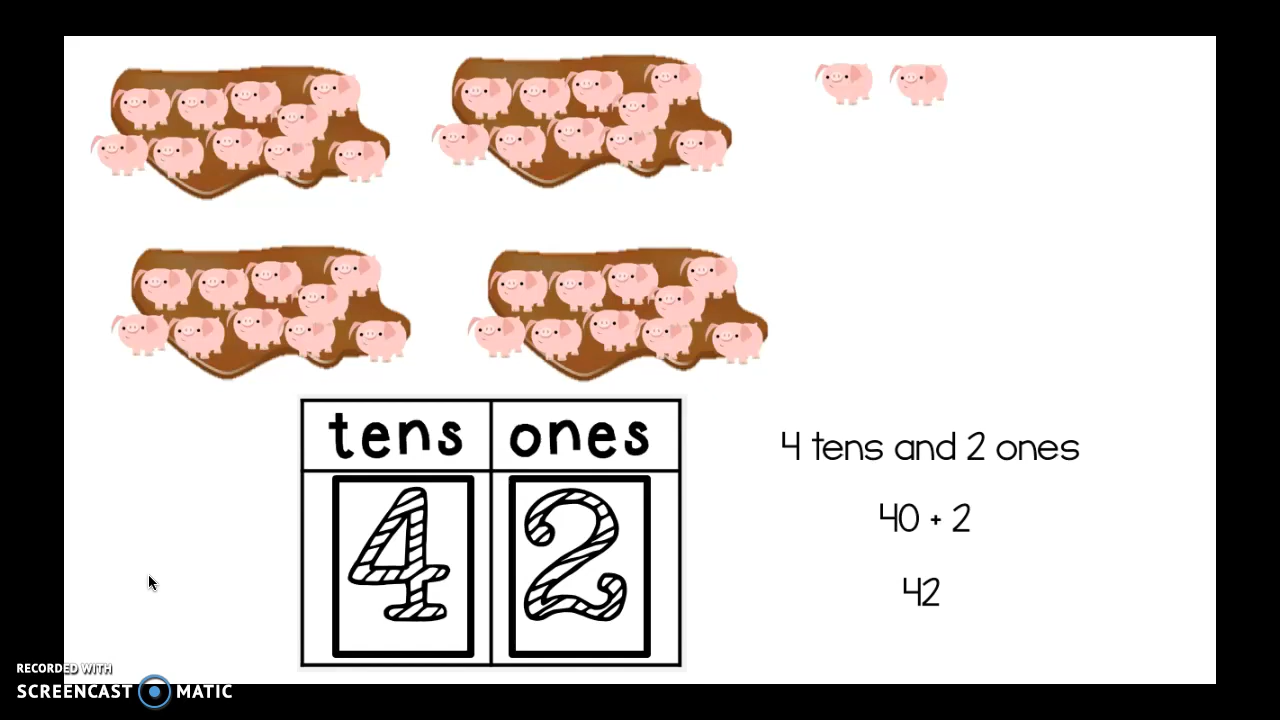 tens ones
4 2
4 tens and 2 ones
40 + 2
42
RECORDED WITH
SCREENCAST MATIC